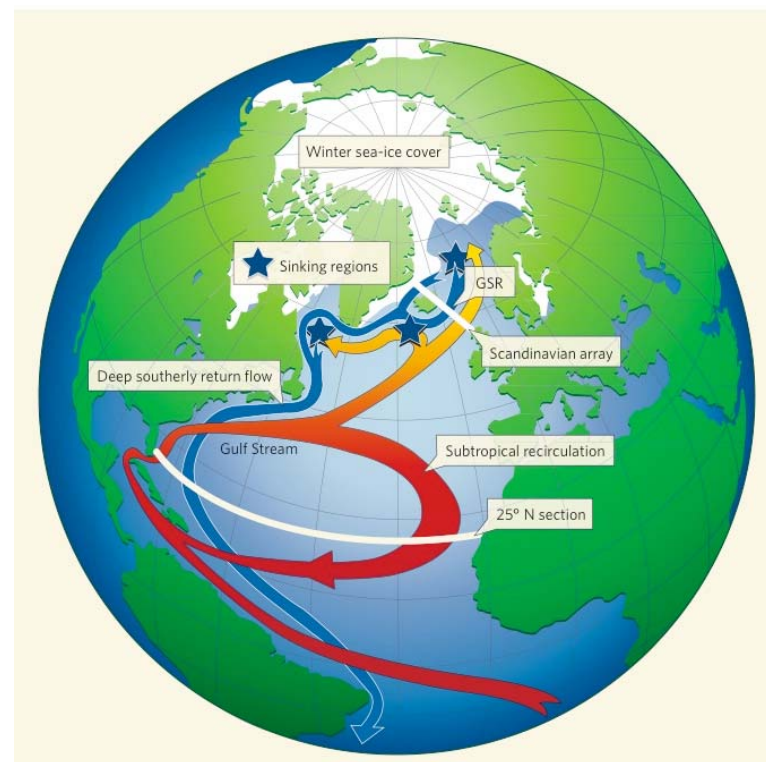 Winter sea-ice cover
Sinking regions
GSR
Scandinavian array
Deep southerly return flow
Gulf Stream
Subtropical recirculation
25° N section